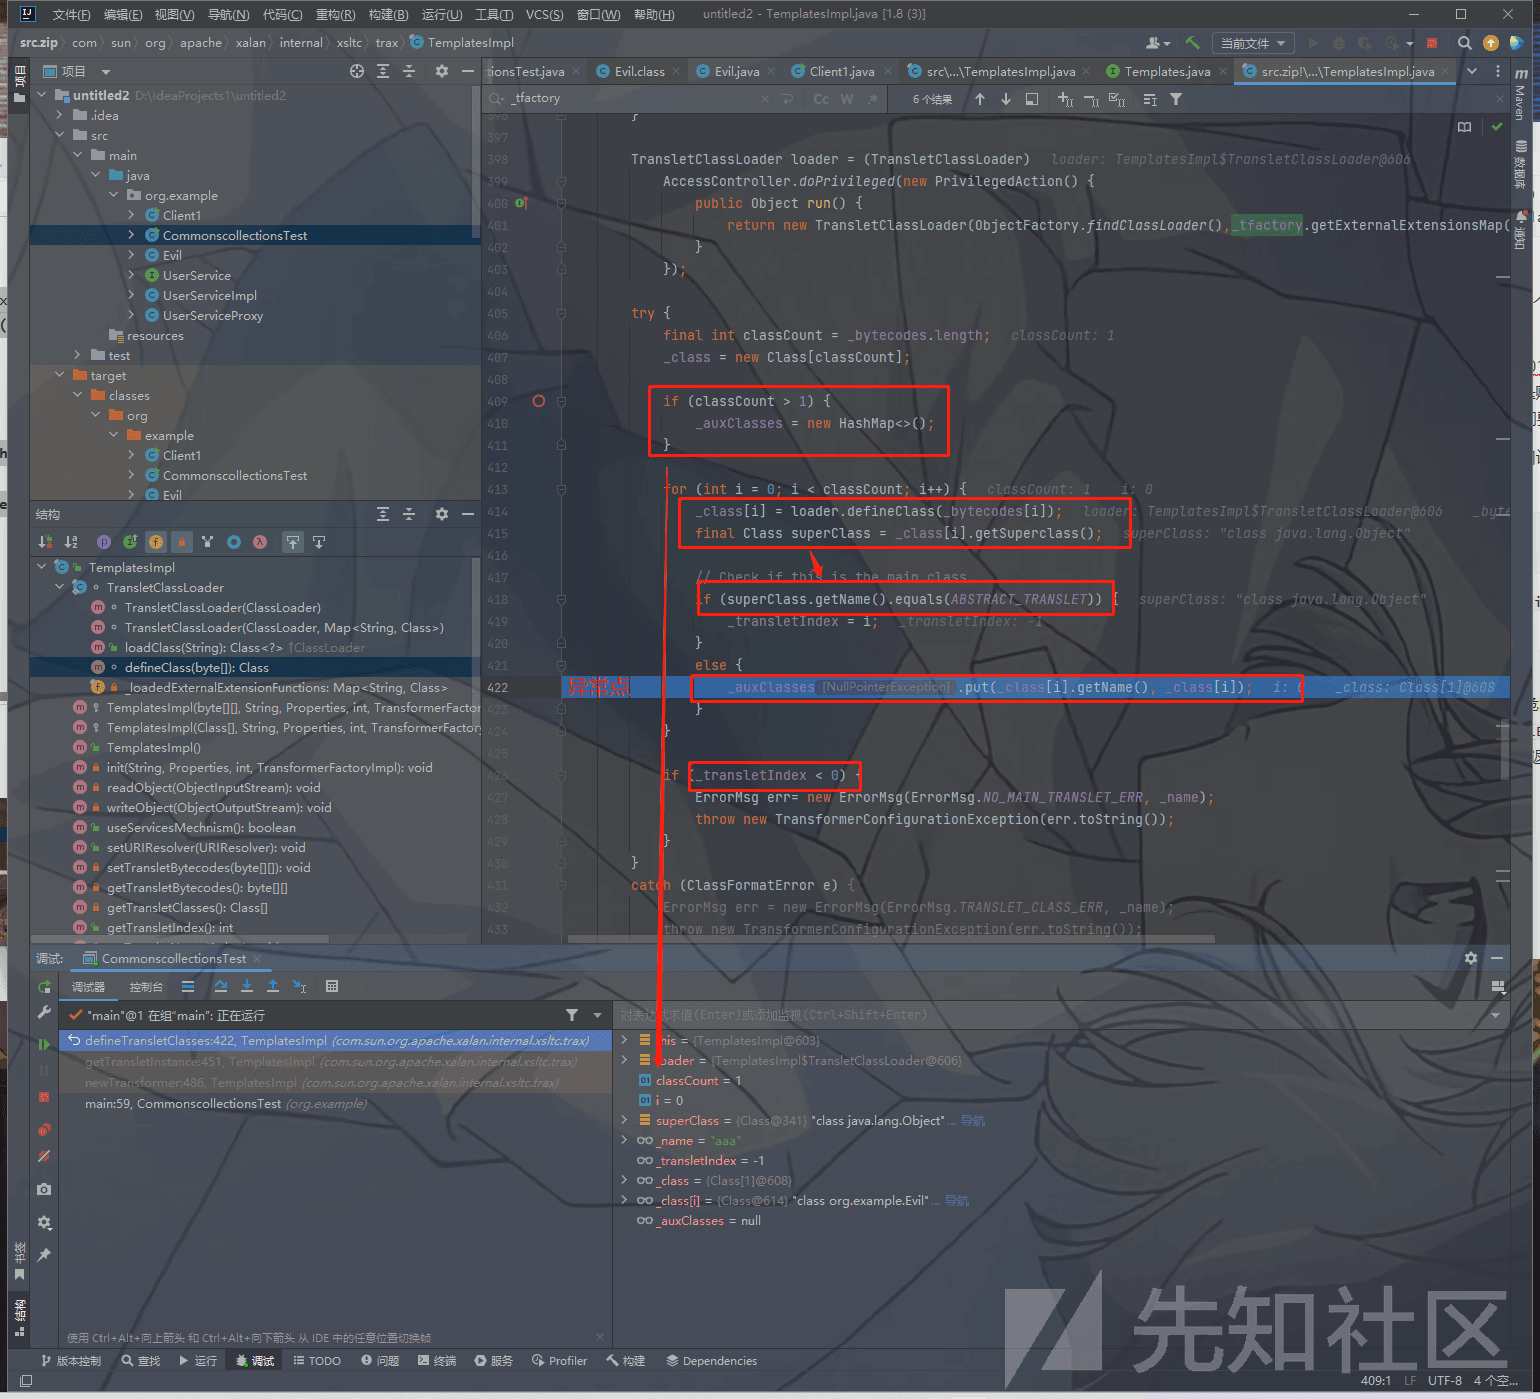 文件(F) 编辑(E) 视图(V) 导航(N) 代码(C) 重构(R) 构建(B) 运行(U) 工具(T) VCS(S) 窗口(W) 帮助(H) untitled2 - TemplatesImpl.java [1.8 (3)]
src.zip com sun org apache xalan internal xsltc trax TemplatesImpl 当前文件
项目
项目
tionsTest.java Evil.class Evil.java Client1.java src\...\TemplatesImpl.java Templates.java src.zip!\...\TemplatesImpl.java
_tfactory Cc W .* 6 个结果
Maven
数据库
通知
untitled2 D:\IdeaProjects1\untitled2
.idea
src
main
java
org.example
Client1
CommonscollectionsTest
Evil
UserService
UserServiceImpl
UserServiceProxy
resources
test
target
classes
org
example
Client1
CommonscollectionsTest
Evil
396 }
397
398 TransletClassLoader loader = (TransletClassLoader) loader: TemplatesImpl$TransletClassLoader@606
399 AccessController.doPrivileged(new PrivilegedAction() {
400 public Object run() {
401 return new TransletClassLoader(ObjectFactory.findClassLoader(),_tfactory.getExternalExtensionsMap(
402 }
403 });
404
405 try {
406 final int classCount = _bytecodes.length; classCount: 1
407 _class = new Class[classCount];
408
409 if (classCount > 1) {
410 _auxClasses = new HashMap<>();
411 }
412
413 for (int i = 0; i < classCount; i++) { classCount: 1 i: 0
414 _class[i] = loader.defineClass(_bytecodes[i]); loader: TemplatesImpl$TransletClassLoader@606 _byte
415 final Class superClass = _class[i].getSuperclass(); superClass: "class java.lang.Object"
416
417 // Check if this is the main class
418 if (superClass.getName().equals(ABSTRACT_TRANSLET)) { superClass: "class java.lang.Object"
419 _transletIndex = i; _transletIndex: -1
420 }
421 else {
422 异常点 _auxClasses [NullPointerException] .put(_class[i].getName(), _class[i]); i: 0 _class: Class[1]@608
423 }
424 }
425
426 if (_transletIndex < 0) {
427 ErrorMsg err= new ErrorMsg(ErrorMsg.NO_MAIN_TRANSLET_ERR, _name);
428 throw new TransformerConfigurationException(err.toString());
429 }
430 }
431 catch (ClassFormatError e) {
432 ErrorMsg err = new ErrorMsg(ErrorMsg.TRANSLET_CLASS_ERR, _name);
433 throw new TransformerConfigurationException(err.toString());
结构
TemplatesImpl
TransletClassLoader
TransletClassLoader(ClassLoader)
TransletClassLoader(ClassLoader, Map<String, Class>)
loadClass(String): Class<?> ↑ClassLoader
defineClass(byte[]): Class
_loadedExternalExtensionFunctions: Map<String, Class>
TemplatesImpl(byte[][], String, Properties, int, TransformerFactor
TemplatesImpl(Class[], String, Properties, int, TransformerFactory
TemplatesImpl()
init(String, Properties, int, TransformerFactoryImpl): void
readObject(ObjectInputStream): void
writeObject(ObjectOutputStream): void
useServicesMechnism(): boolean
setURIResolver(URIResolver): void
setTransletBytecodes(byte[][]): void
getTransletBytecodes(): byte[][]
getTransletClasses(): Class[]
getTransletIndex(): int
调试: CommonscollectionsTest
调试器 控制台
"main"@1 在组"main": 正在运行
defineTransletClasses:422, TemplatesImpl (com.sun.org.apache.xalan.internal.xsltc.trax)
getTransletInstance:451, TemplatesImpl (com.sun.org.apache.xalan.internal.xsltc.trax)
newTransformer:486, TemplatesImpl (com.sun.org.apache.xalan.internal.xsltc.trax)
main:59, CommonscollectionsTest (org.example)
对表达式求值(Enter)或添加监视(Ctrl+Shift+Enter)
this = {TemplatesImpl@603}
loader = {TemplatesImpl$TransletClassLoader@606}
classCount = 1
i = 0
superClass = {Class@341} "class java.lang.Object" ... 导航
_name = "aaa"
_transletIndex = -1
_class = {Class[1]@608}
_class[i] = {Class@614} "class org.example.Evil" ... 导航
_auxClasses = null
书签
结构
使用 Ctrl+Alt+向上箭头 和 Ctrl+Alt+向下箭头 从 IDE 中的任意位置切换帧
版本控制 查找 运行 调试 TODO 问题 终端 服务 Profiler 构建 Dependencies
409:1 LF UTF-8 4 个空...
先知社区